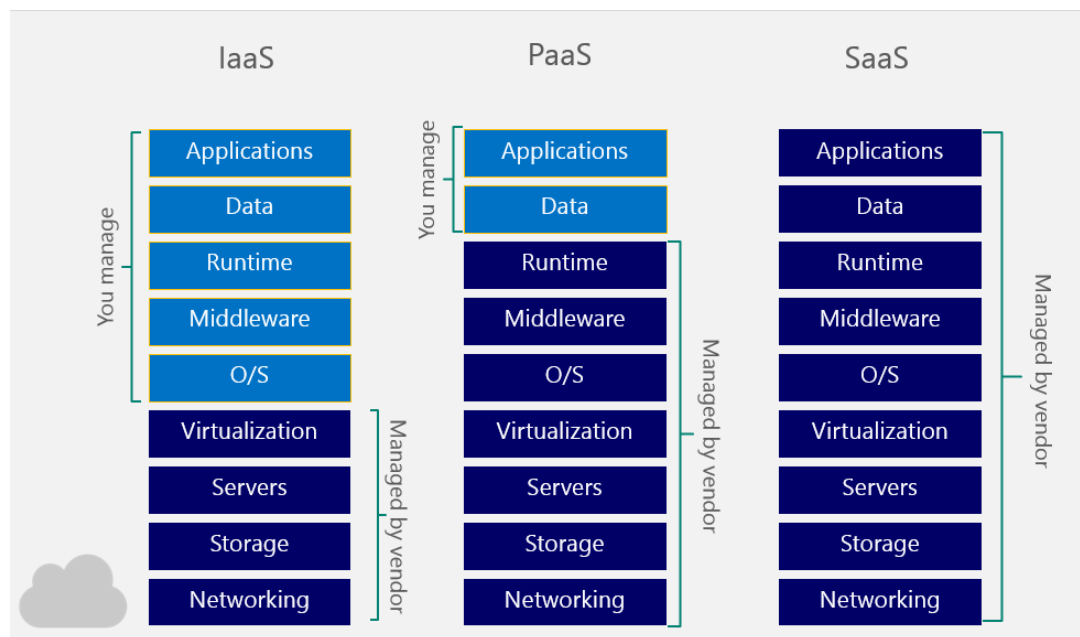 IaaS
PaaS
SaaS
You manage
Applications
Data
Runtime
Middleware
O/S
Virtualization
Servers
Storage
Networking
Managed by vendor
You manage
Applications
Data
Runtime
Middleware
O/S
Virtualization
Servers
Storage
Networking
Managed by vendor
Applications
Data
Runtime
Middleware
O/S
Virtualization
Servers
Storage
Networking
Managed by vendor